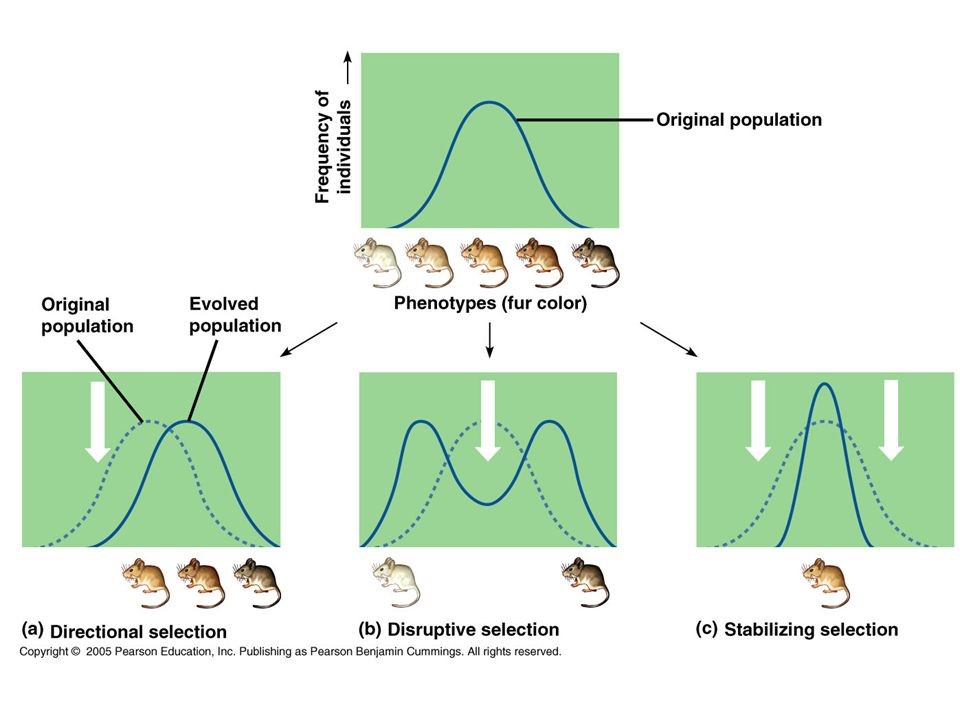 Frequency of
individuals
Original population
Phenotypes (fur color)
Original
population
Evolved
population
(a) Directional selection
(b) Disruptive selection
(c) Stabilizing selection
Copyright © 2005 Pearson Education, Inc. Publishing as Pearson Benjamin Cummings. All rights reserved.